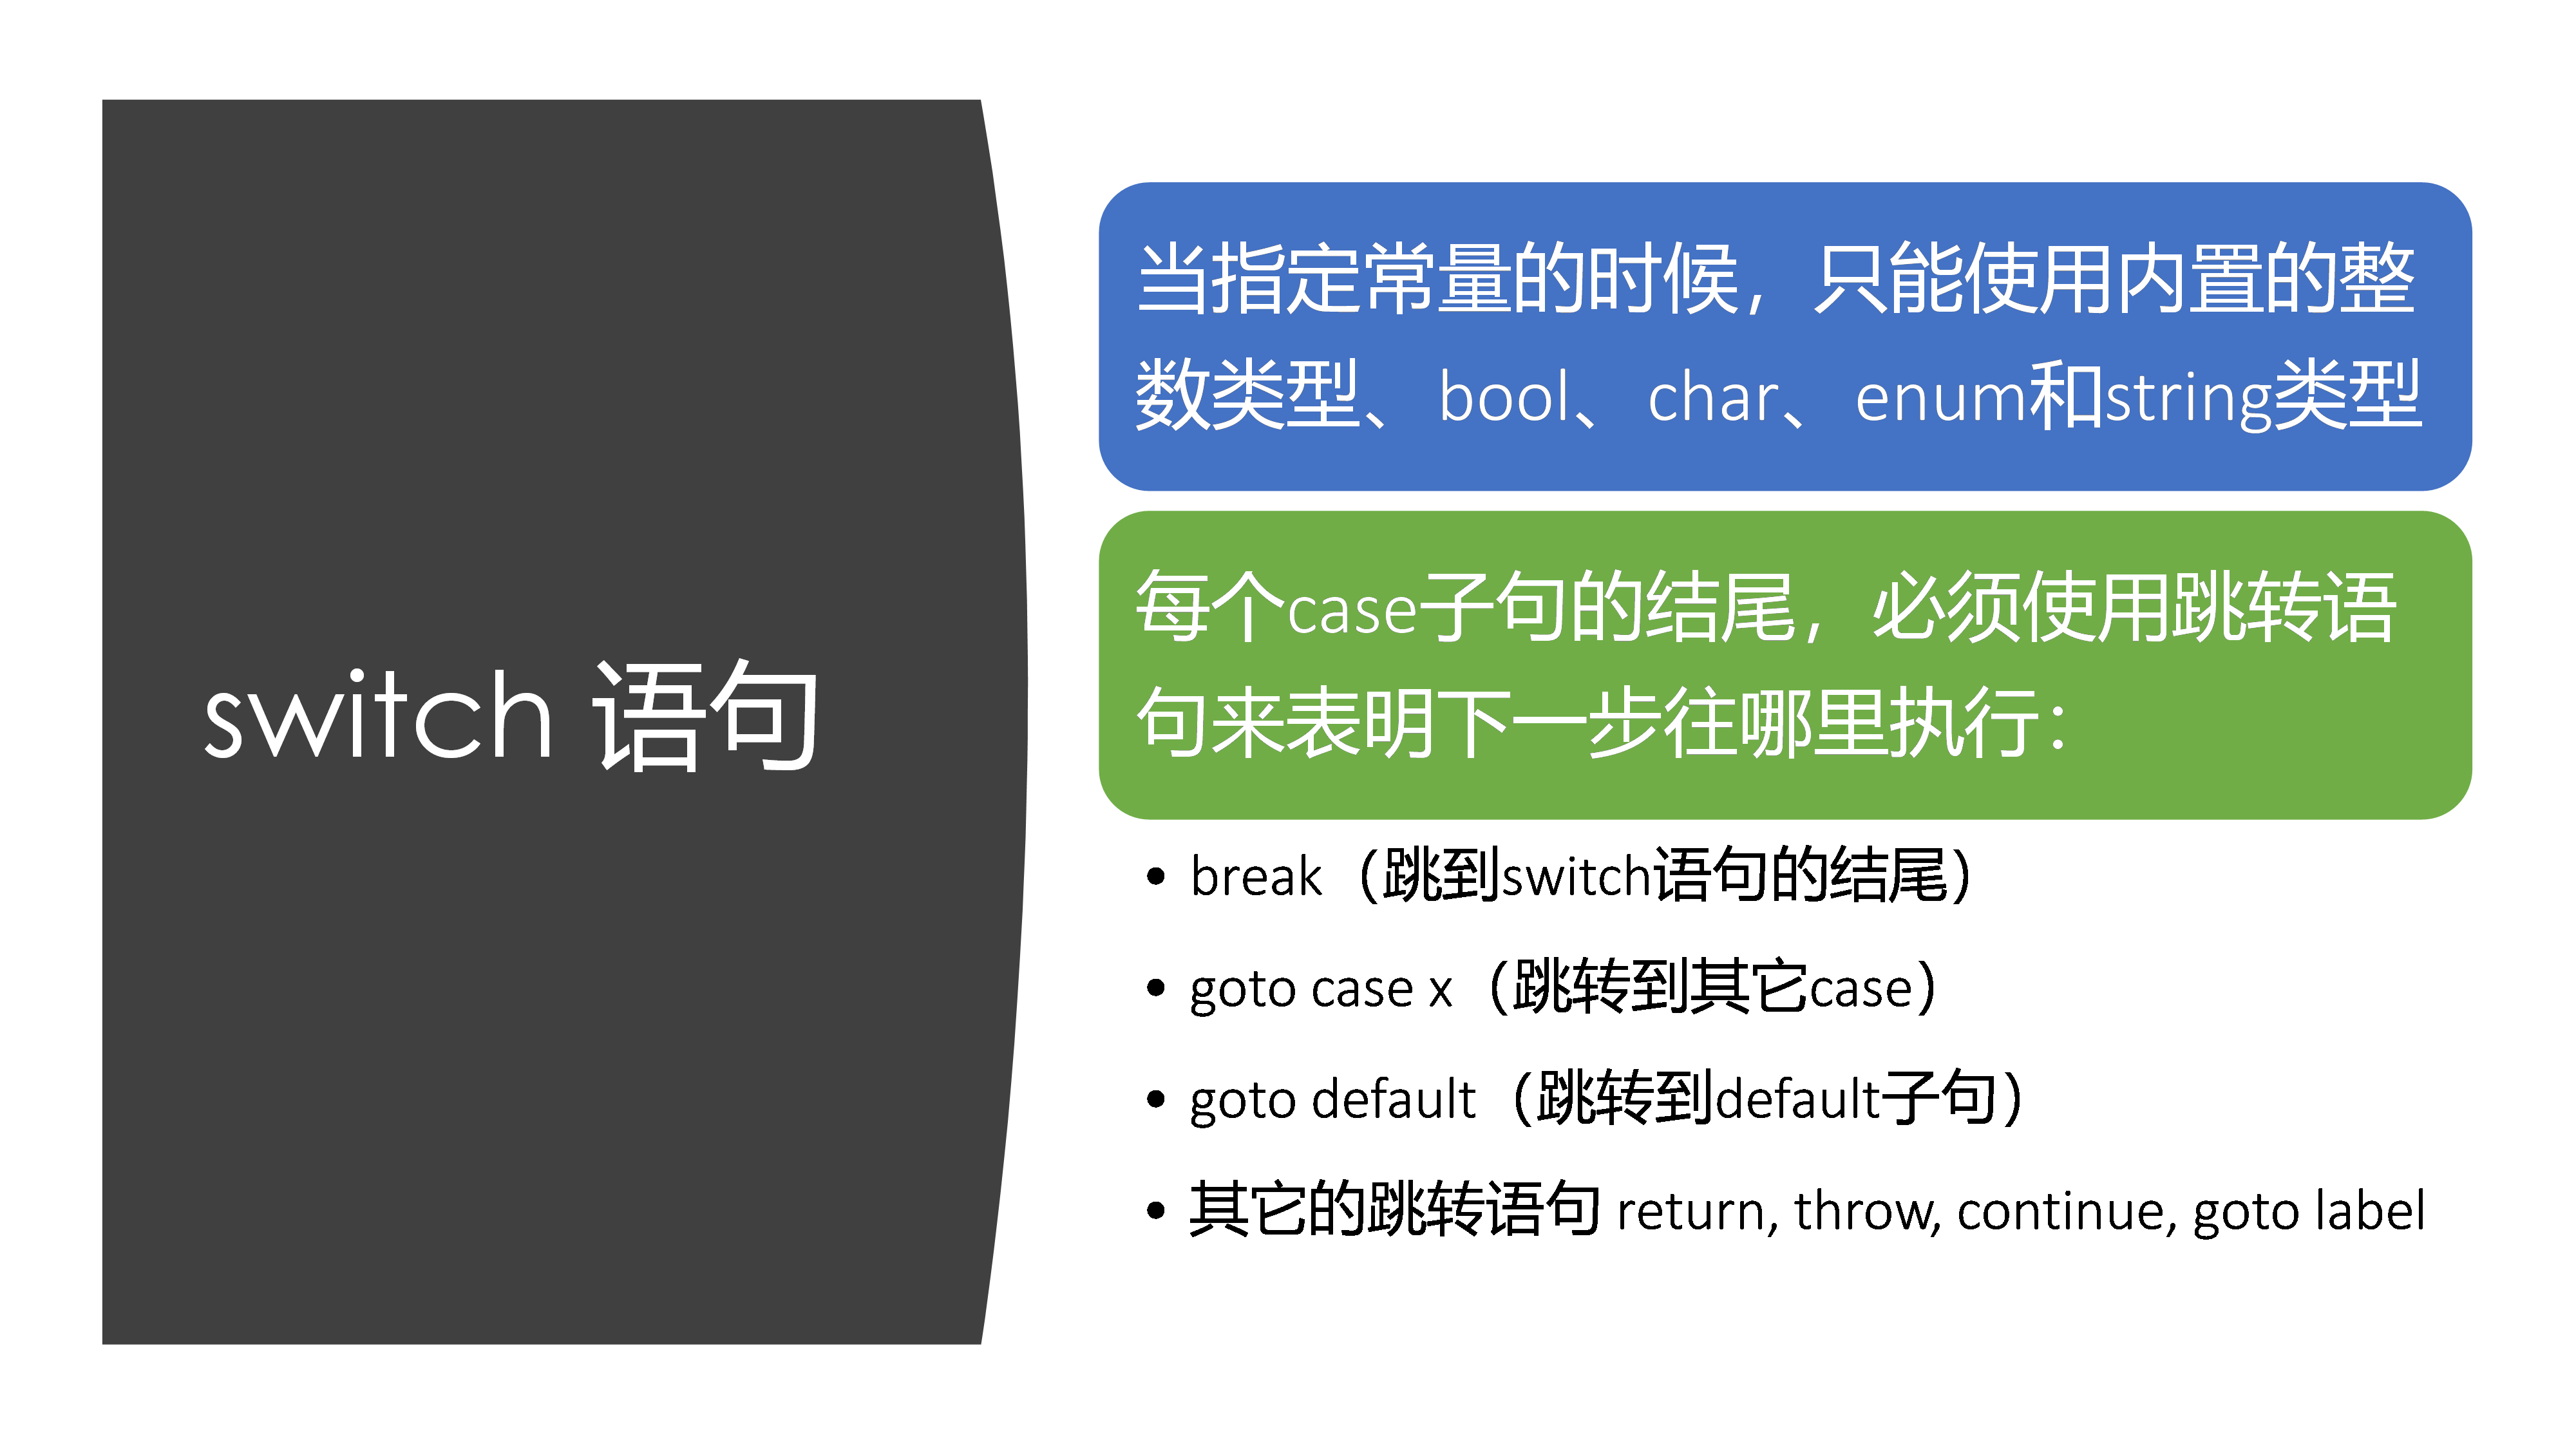 switch 语句
当指定常量的时候，只能使用内置的整
数类型、bool、char、enum和string类型
每个case子句的结尾，必须使用跳转语
句来表明下一步往哪里执行：
• break（跳到switch语句的结尾）
• goto case x（跳转到其它case）
• goto default（跳转到default子句）
• 其它的跳转语句 return, throw, continue, goto label